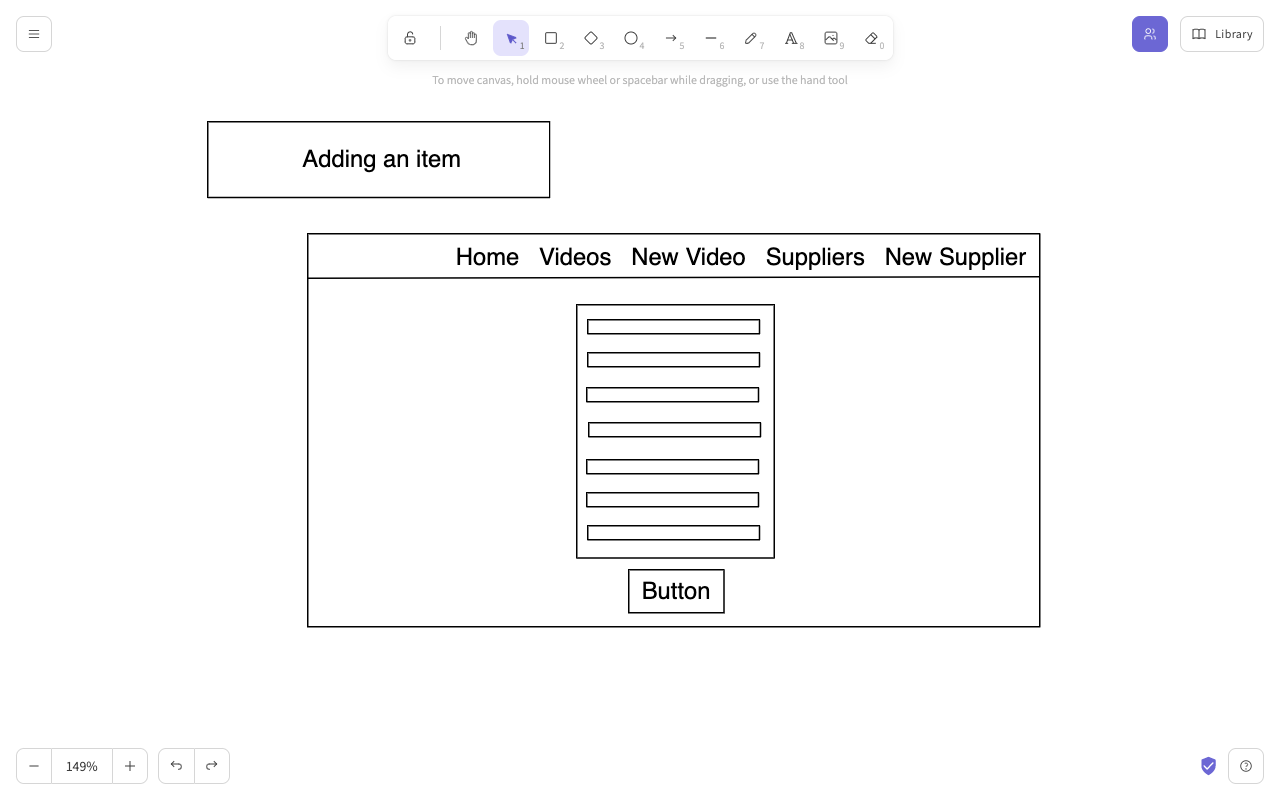 1 2 3 4 5 6 7 8 9 0
Library
To move canvas, hold mouse wheel or spacebar while dragging, or use the hand tool
Adding an item
Home Videos New Video Suppliers New Supplier
Button
149%